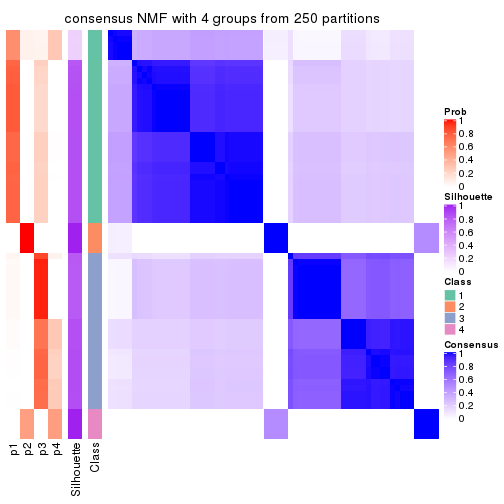 consensus NMF with 4 groups from 250 partitions
Prob
1
0.8
0.6
0.4
0.2
0
Silhouette
1
0.8
0.6
0.4
0.2
0
Class
1
2
3
4
Consensus
1
0.8
0.6
0.4
0.2
0
p1
p2
p3
p4
Silhouette
Class